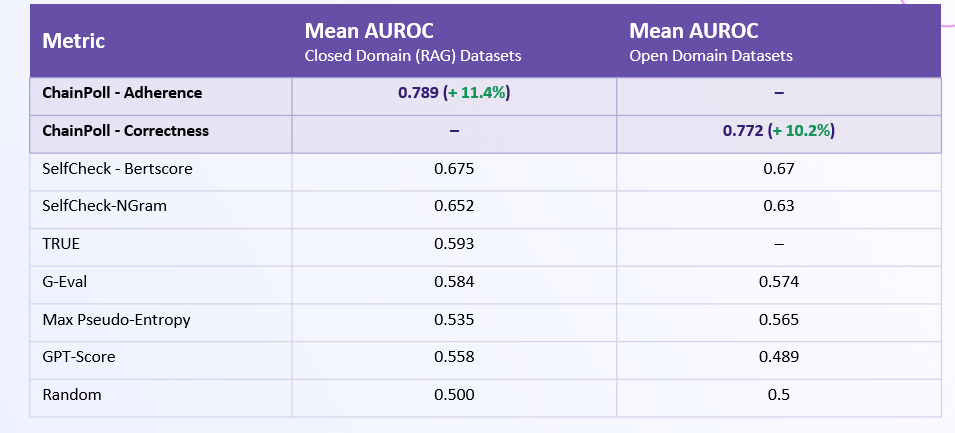 Metric
Mean AUROC
Closed Domain (RAG) Datasets
Mean AUROC
Open Domain Datasets
ChainPoll - Adherence 0.789 (+ 11.4%) –
ChainPoll - Correctness – 0.772 (+ 10.2%)
SelfCheck - Bertscore 0.675 0.67
SelfCheck-NGram 0.652 0.63
TRUE 0.593 –
G-Eval 0.584 0.574
Max Pseudo-Entropy 0.535 0.565
GPT-Score 0.558 0.489
Random 0.500 0.5